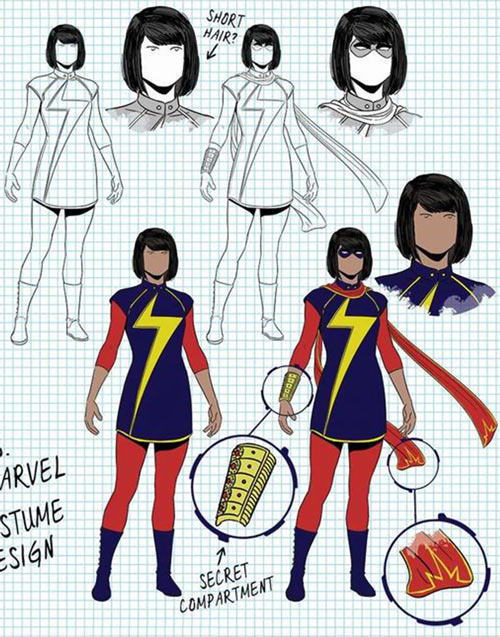 SHORT
HAIR?
ARVEL
STUME
ESIGN
SECRET
COMPARTMENT